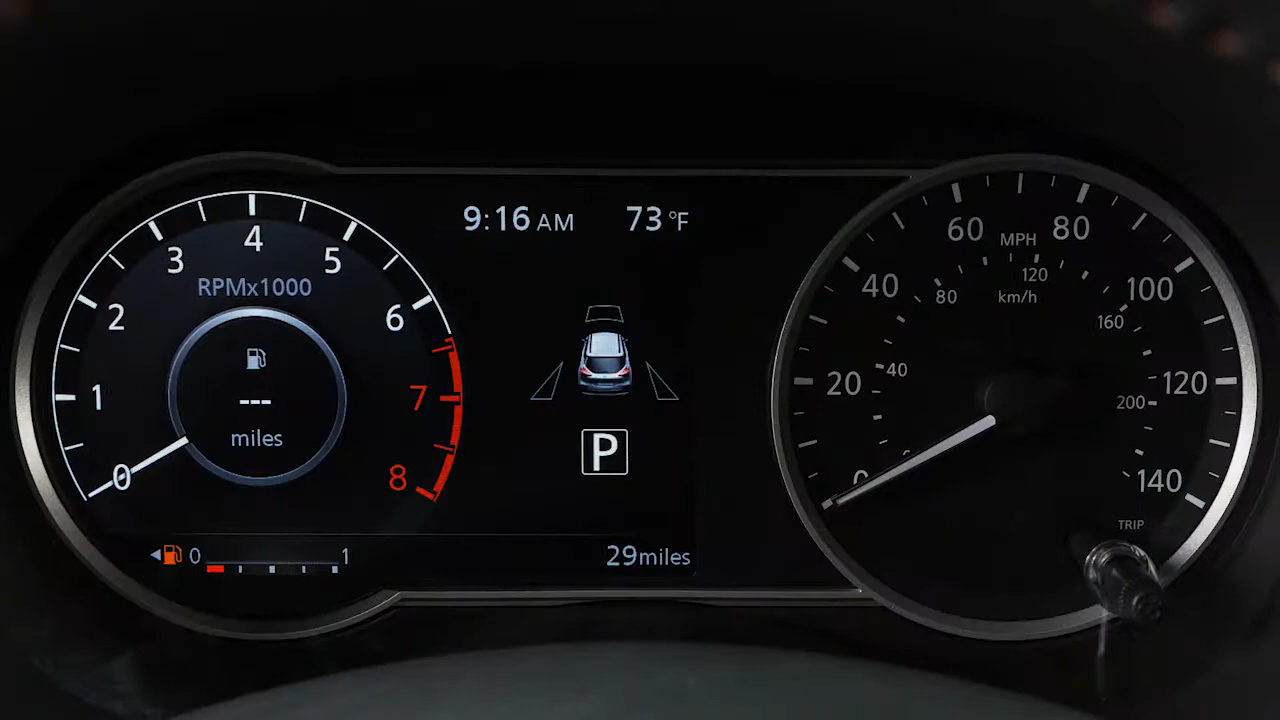 9:16 AM 73 °F
0 1 2 3 4 5 6 7 8
RPMx1000
---
miles
P
0 1
29miles
0 20 40 60 80 100 120 140
MPH
40 80 120 160 200
km/h
TRIP